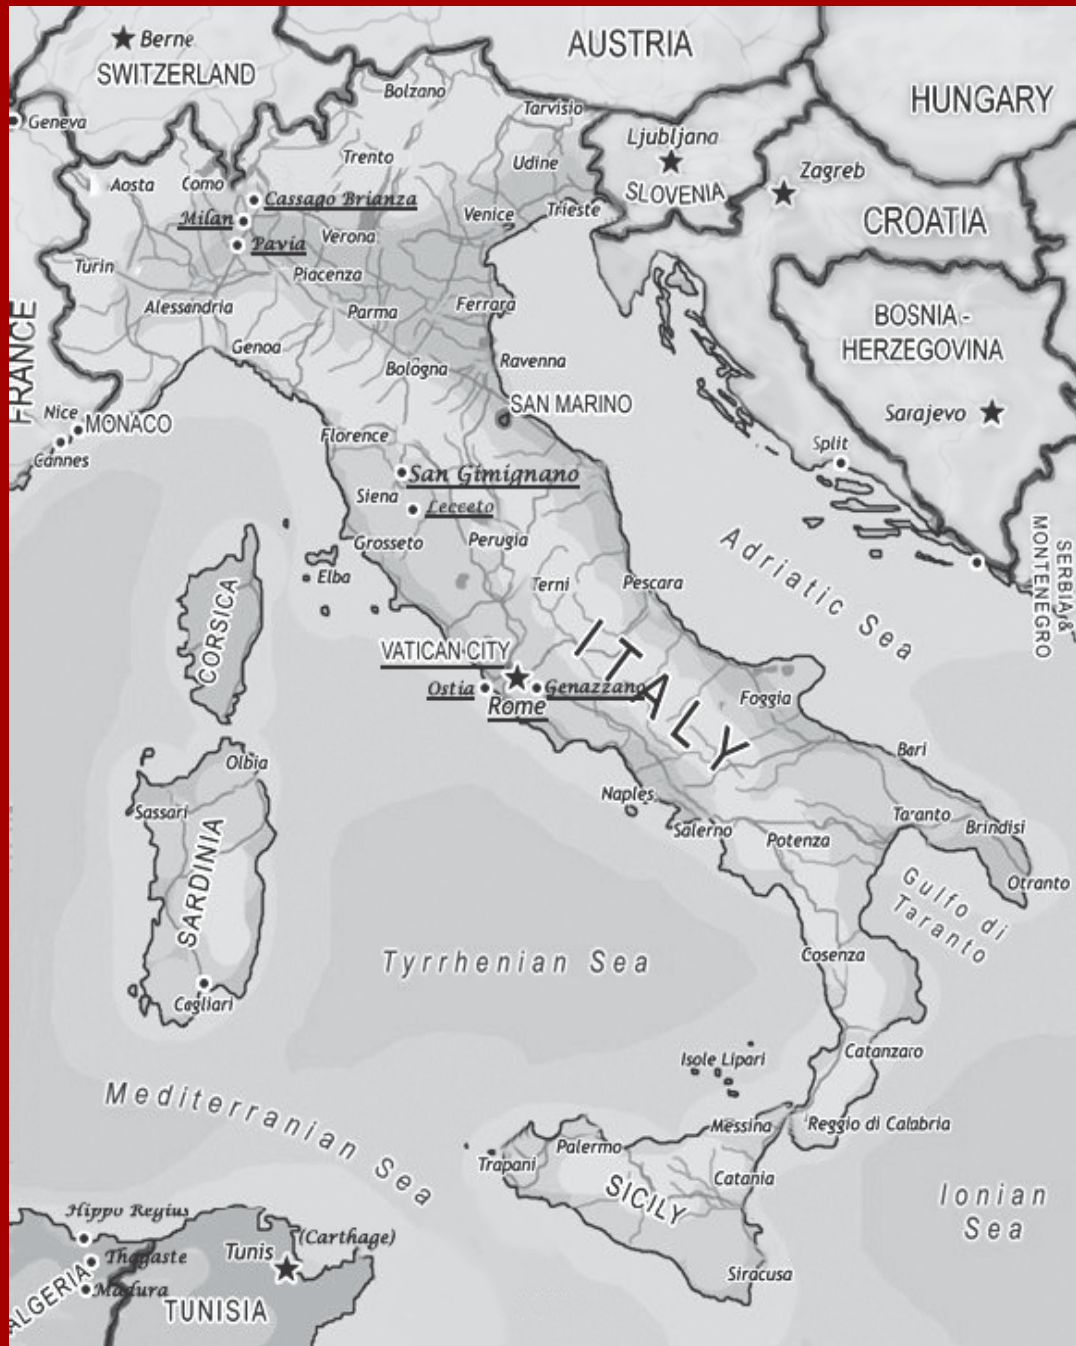 Berne
SWITZERLAND
AUSTRIA
HUNGARY
Geneva
Bolzano
Tarvisio
Ljubljana
SLOVENIA
Zagreb
CROATIA
Trento
Udine
Aosta
Como
Cassago Brianza
Milan
Pavia
Verona
Venice
Trieste
Turin
Piacenza
Alessandria
Parma
Ferrara
BOSNIA -
HERZEGOVINA
FRANCE
Genoa
Bologna
Ravenna
SAN MARINO
Sarajevo
Nice
MONACO
Cannes
Florence
Split
San Gimignano
Siena
Lecceto
Grosseto
Perugia
Adriatic Sea
SERBIA &
MONTENEGRO
Elba
Terni
Pescara
CORSICA
VATICAN CITY
ITALY
Ostia
Genazzano
Rome
Foggia
Olbia
Bari
Sassari
Naples
Salerno
Potenza
Taranto
Brindisi
SARDINIA
Otranto
Gulfo di
Taranto
Tyrrhenian Sea
Cosenza
Cagliari
Isole Lipari
Catanzaro
Mediterranian Sea
Messina
Reggio di Calabria
Palermo
Trapani
SICILY
Catania
Ionian
Sea
Hippo Regius
Thagaste
Madura
ALGERIA
Tunis
(Carthage)
TUNISIA
Siracusa